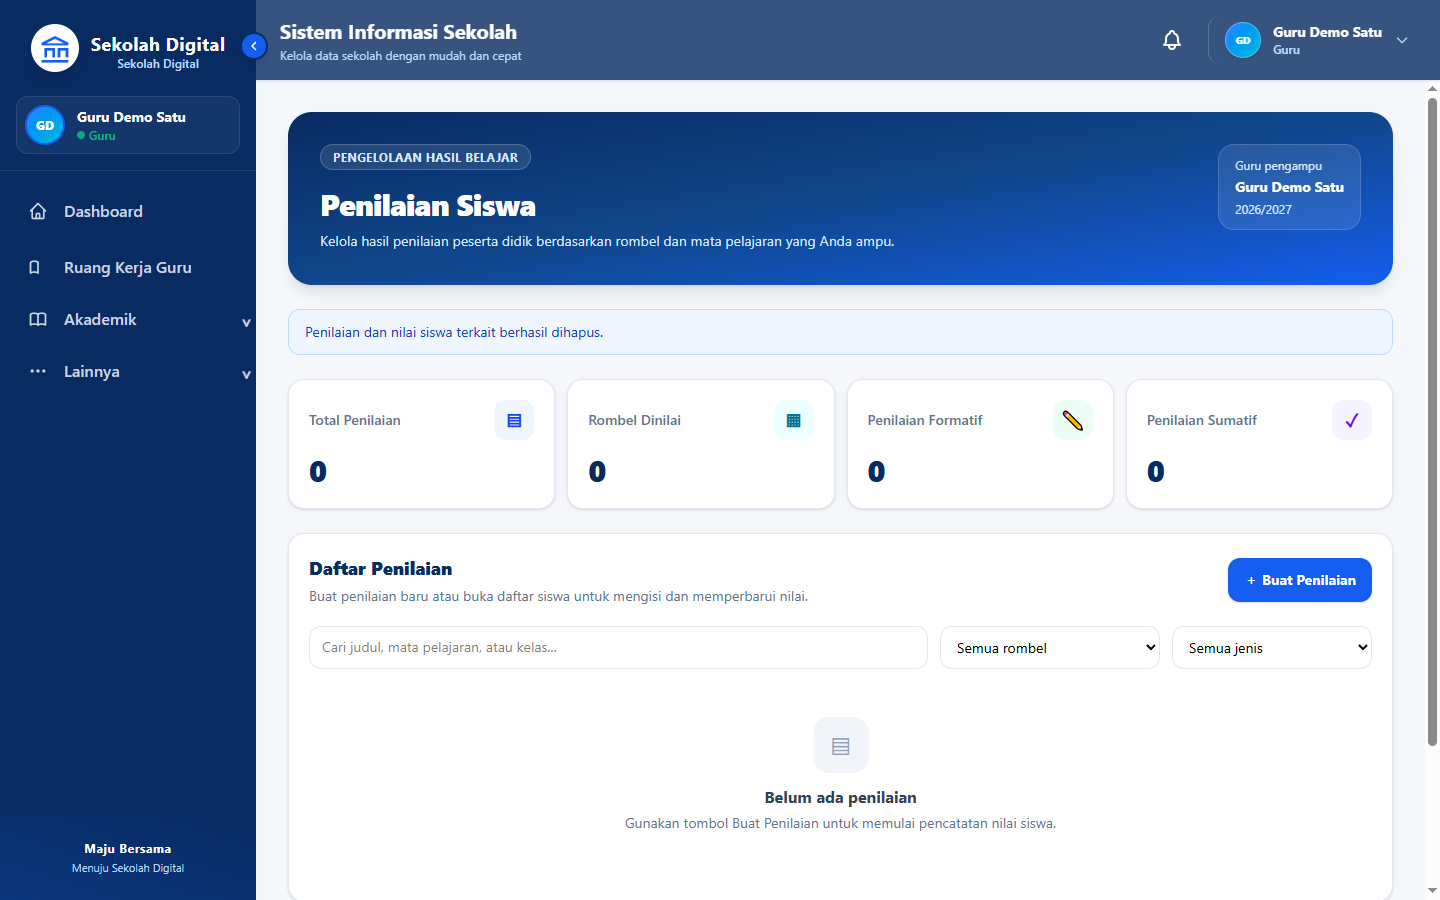 Sekolah Digital
Sekolah Digital
GD
Guru Demo Satu
Guru
Dashboard
Ruang Kerja Guru
Akademik
Lainnya
Maju Bersama
Menuju Sekolah Digital
Sistem Informasi Sekolah
Kelola data sekolah dengan mudah dan cepat
GD
Guru Demo Satu
Guru
PENGELOLAAN HASIL BELAJAR
Penilaian Siswa
Kelola hasil penilaian peserta didik berdasarkan rombel dan mata pelajaran yang Anda ampu.
Guru pengampu
Guru Demo Satu
2026/2027
Penilaian dan nilai siswa terkait berhasil dihapus.
Total Penilaian
0
Rombel Dinilai
0
Penilaian Formatif
0
Penilaian Sumatif
0
Daftar Penilaian
Buat penilaian baru atau buka daftar siswa untuk mengisi dan memperbarui nilai.
+ Buat Penilaian
Cari judul, mata pelajaran, atau kelas...
Semua rombel
Semua jenis
Belum ada penilaian
Gunakan tombol Buat Penilaian untuk memulai pencatatan nilai siswa.